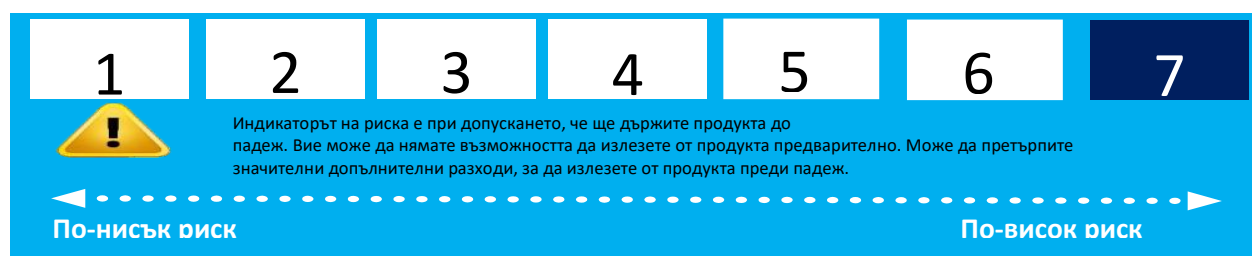 1 2 3 4 5 6 7
!
Индикаторът на риска е при допускането, че ще държите продукта до
падеж. Вие може да нямате възможността да излезете от продукта предварително. Може да претърпите
значителни допълнителни разходи, за да излезете от продукта преди падеж.
По-нисък риск По-висок риск